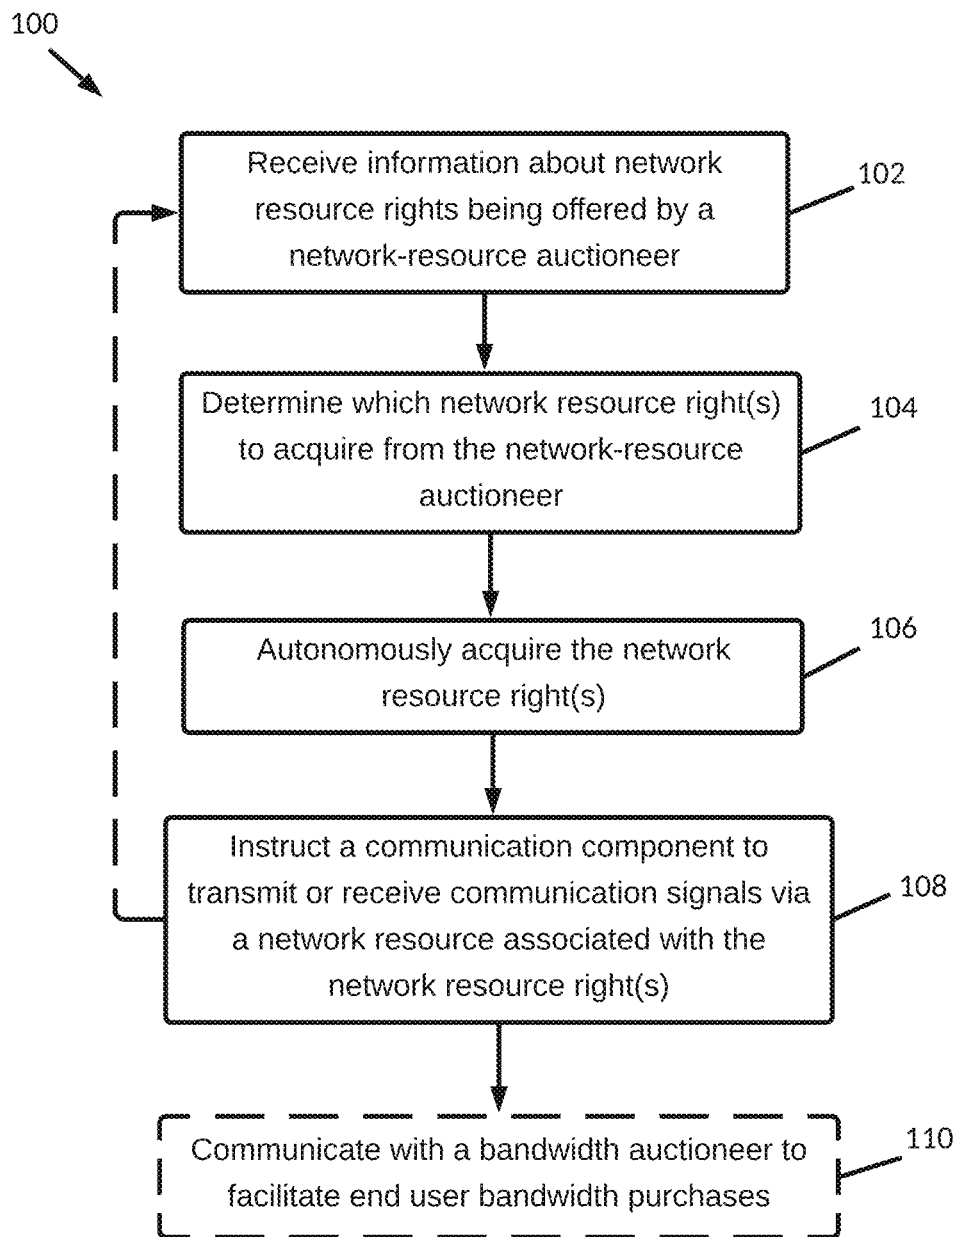 100
Receive information about network
resource rights being offered by a
network-resource auctioneer
102
Determine which network resource right(s)
to acquire from the network-resource
auctioneer
104
Autonomously acquire the network
resource right(s)
106
Instruct a communication component to
transmit or receive communication signals via
a network resource associated with the
network resource right(s)
108
Communicate with a bandwidth auctioneer to
facilitate end user bandwidth purchases
110